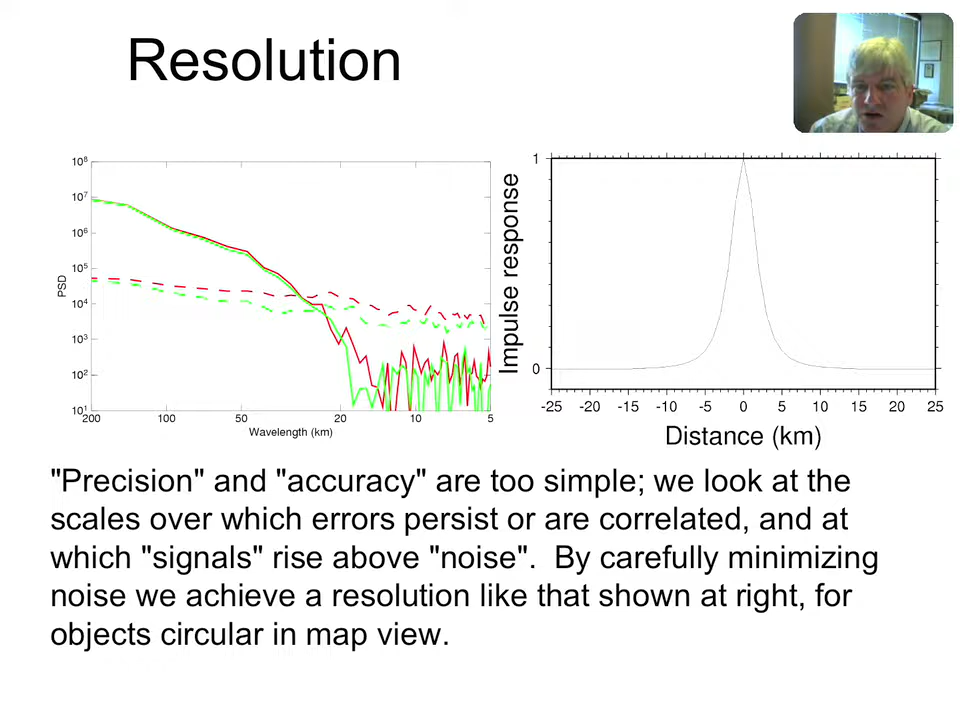 Resolution
10⁸
10⁷
10⁶
10⁵
10⁴
10³
10²
10¹
PSD
200 100 50 20 10 5
Wavelength (km)
1
0
Impulse response
-25 -20 -15 -10 -5 0 5 10 15 20 25
Distance (km)
"Precision" and "accuracy" are too simple; we look at the
scales over which errors persist or are correlated, and at
which "signals" rise above "noise".  By carefully minimizing
noise we achieve a resolution like that shown at right, for
objects circular in map view.